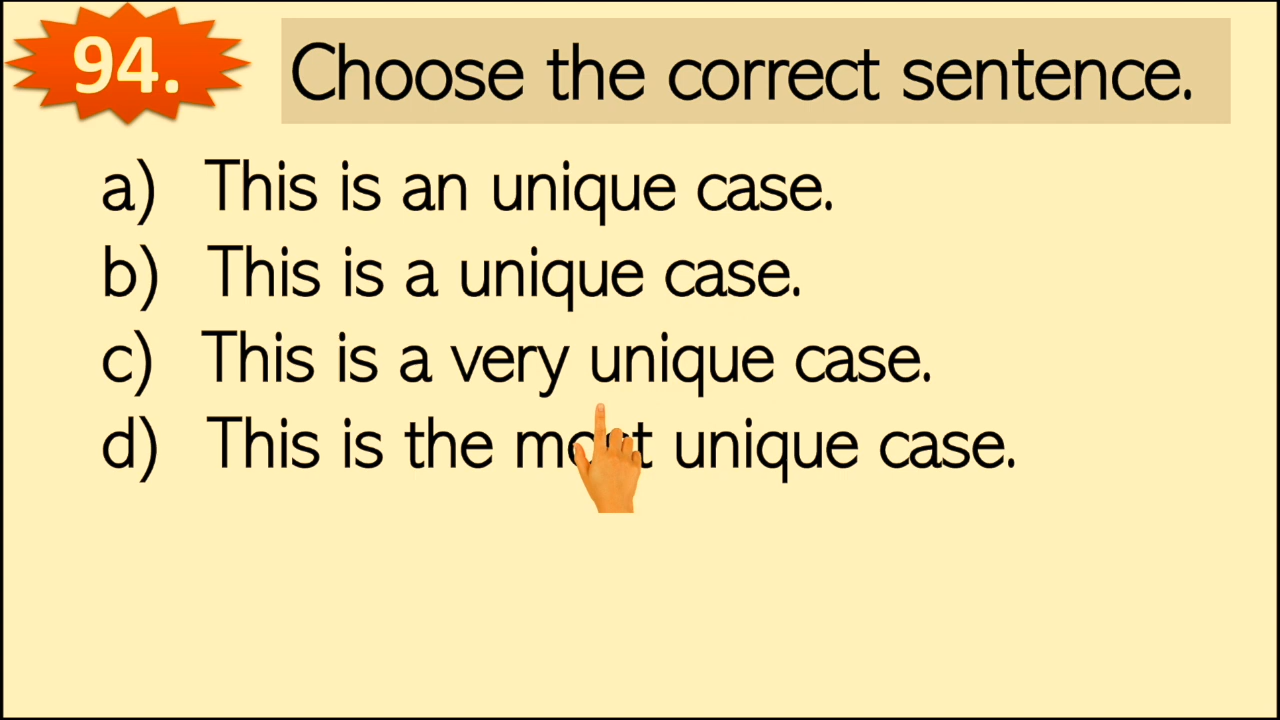 94.
Choose the correct sentence.
a) This is an unique case.
b) This is a unique case.
c) This is a very unique case.
d) This is the most unique case.